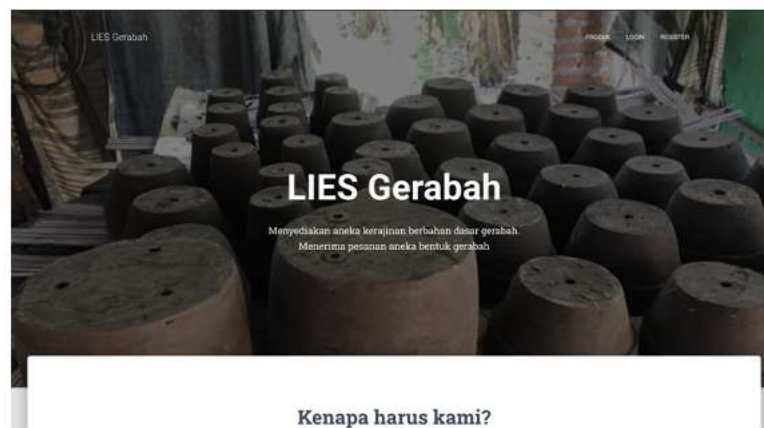 LIES Gerabah
PRODUK LOGIN REGISTER
LIES Gerabah
Menyediakan aneka kerajinan berbahan dasar gerabah.
Menerima pesanan aneka bentuk gerabah
Kenapa harus kami?